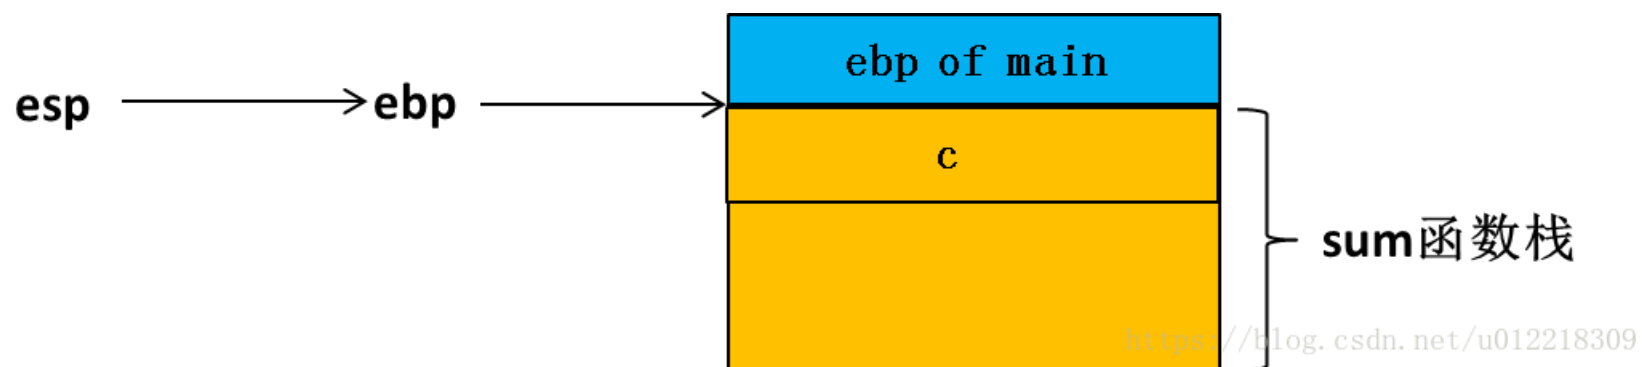 ebp of main
esp
ebp
c
sum函数栈
https://blog.csdn.net/u012218309